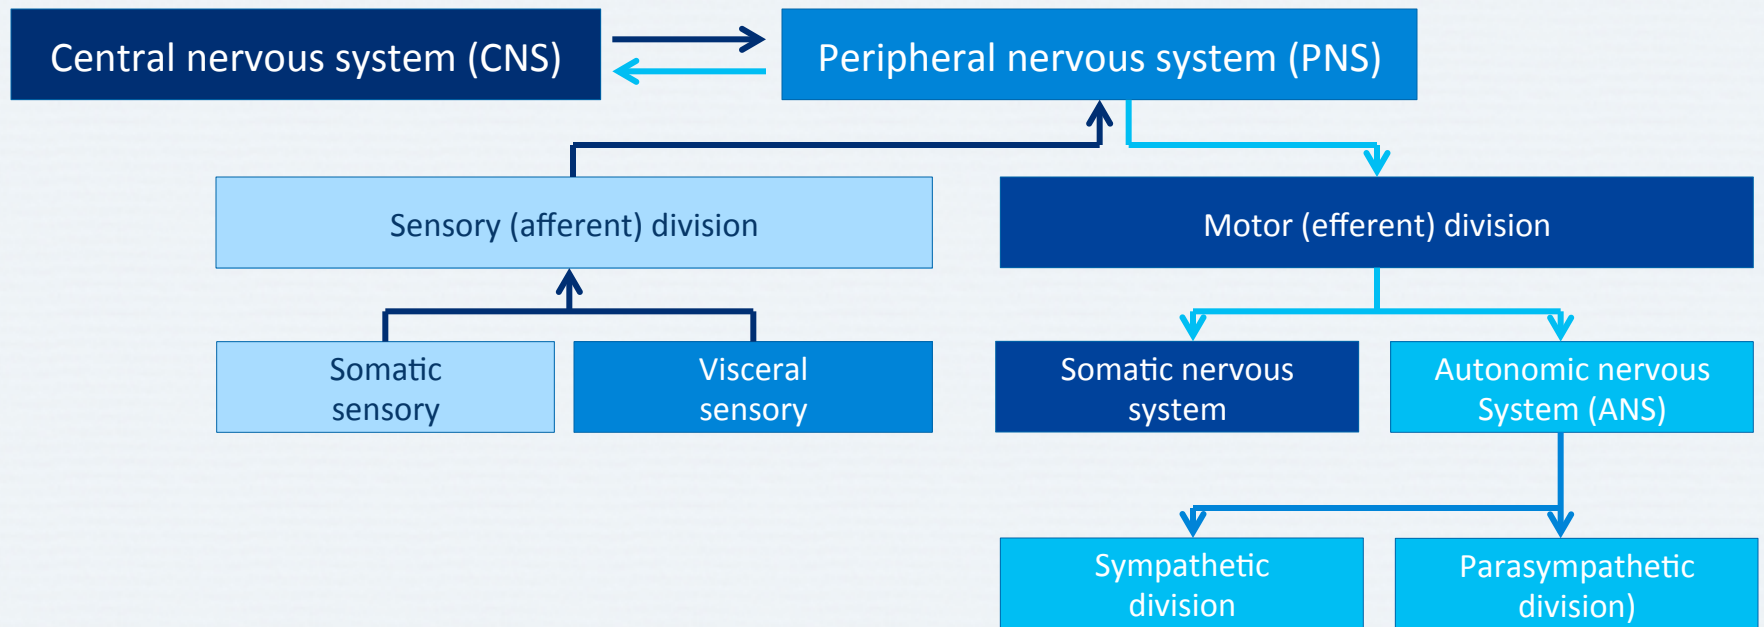 Central nervous system (CNS)
Peripheral nervous system (PNS)
Sensory (afferent) division
Motor (efferent) division
Somatic
sensory
Visceral
sensory
Somatic nervous
system
Autonomic nervous
System (ANS)
Sympathetic
division
Parasympathetic
division)